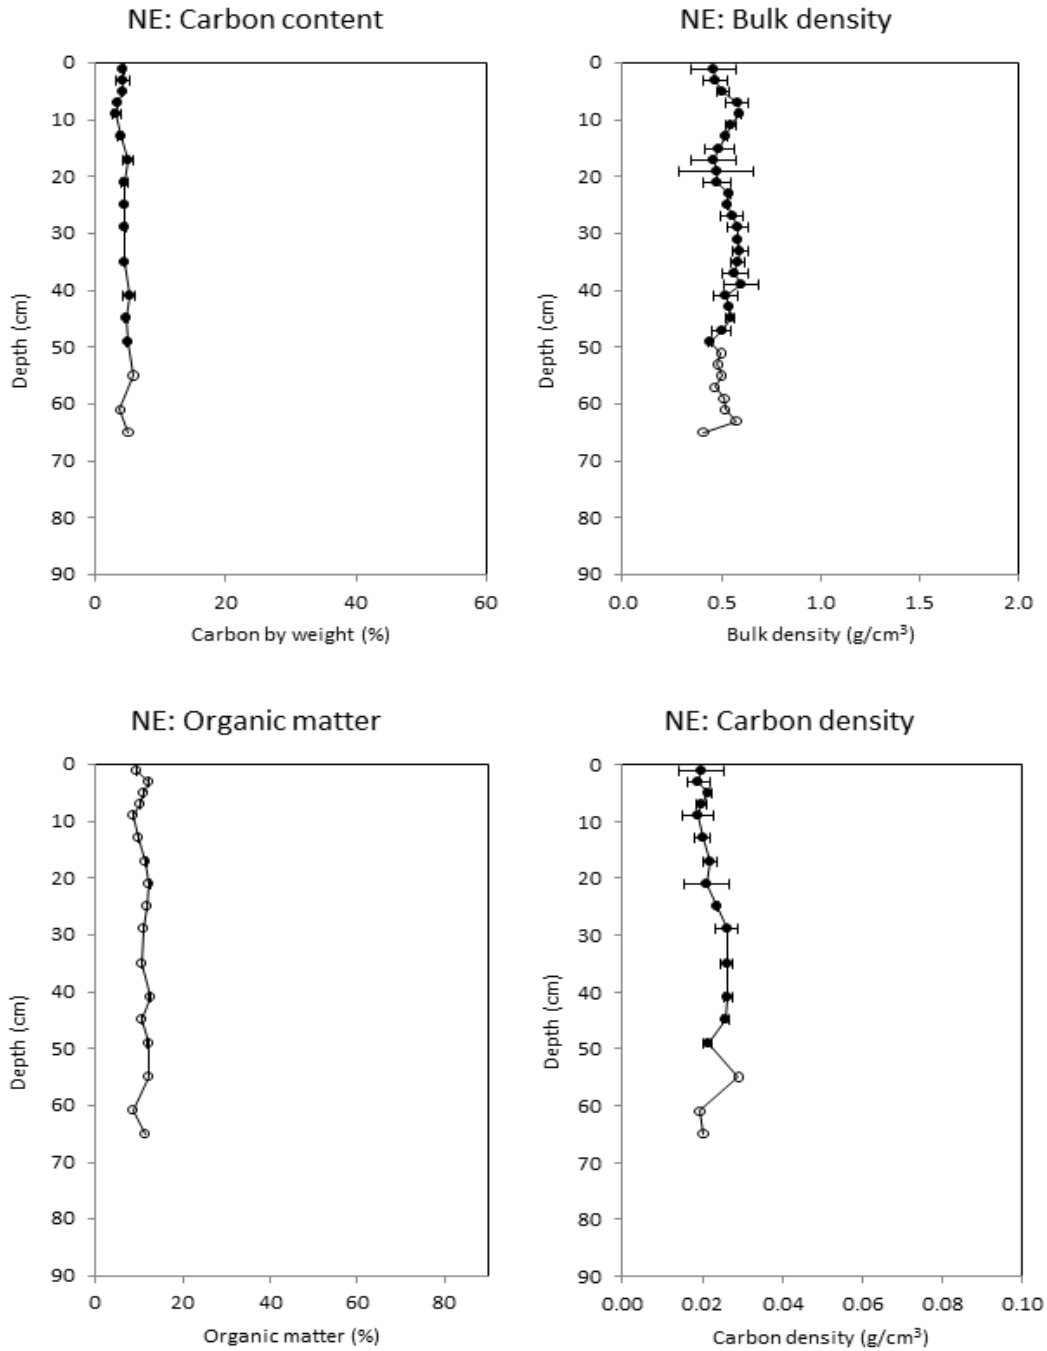 NE: Carbon content
0
10
20
30
40
50
60
70
80
90
Depth (cm)
0 20 40 60
Carbon by weight (%)
NE: Bulk density
0
10
20
30
40
50
60
70
80
90
Depth (cm)
0.0 0.5 1.0 1.5 2.0
Bulk density (g/cm³)
NE: Organic matter
0
10
20
30
40
50
60
70
80
90
Depth (cm)
0 20 40 60 80
Organic matter (%)
NE: Carbon density
0
10
20
30
40
50
60
70
80
90
Depth (cm)
0.00 0.02 0.04 0.06 0.08 0.10
Carbon density (g/cm³)